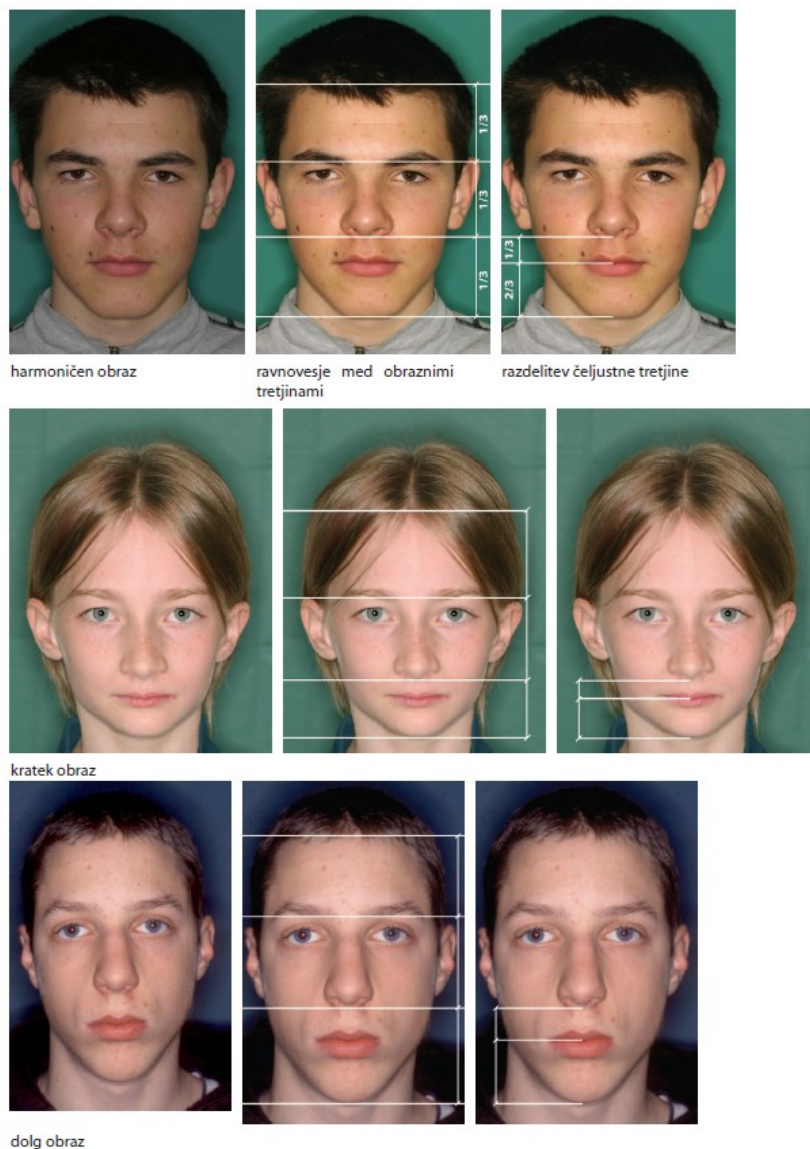 1/3
1/3
1/3
1/3
2/3
harmoničen obraz
ravnovesje med obraznimi
tretjinami
razdelitev čeljustne tretjine
kratek obraz
dolg obraz